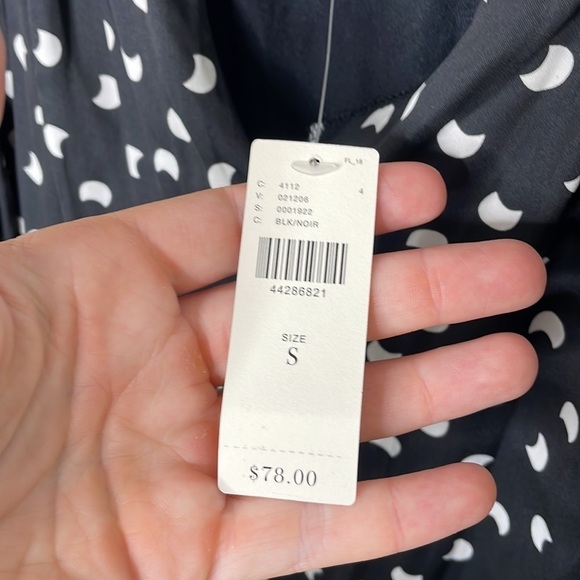 FL_18
C: 4112 4
V: 021206
S: 0001922
C: BLK/NOIR
44286821
SIZE
S
$78.00